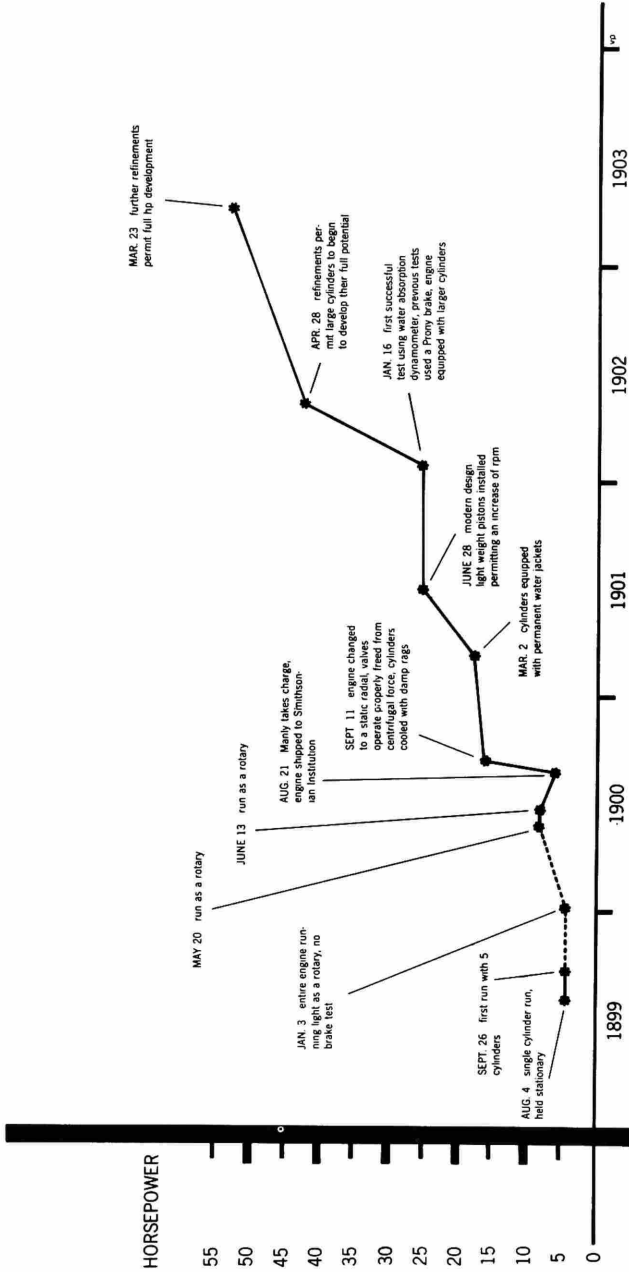 HORSEPOWER
55
50
45
40
35
30
25
20
15
10
5
0
AUG. 4 single cylinder run,
held stationary
SEPT. 26 first run with 5
cylinders
JAN. 3 entire engine run-
ning light as a rotary, no
brake test
MAY 20 run as a rotary
JUNE 13 run as a rotary
AUG. 21 Manly takes charge,
engine shipped to Smithson-
ian Institution
SEPT 11 engine changed
to a static radial, valves
operate properly freed from
centrifugal force, cylinders
cooled with damp rags
MAR. 2 cylinders equipped
with permanent water jackets
JUNE 28 modern design
light weight pistons installed
permitting an increase of rpm
JAN. 16 first successful
test using water absorption
dynamometer, previous tests
used a Prony brake, engine
equipped with larger cylinders
APR. 28 refinements per-
mit large cylinders to begin
to develop their full potential
MAR. 23 further refinements
permit full hp development
1899
1900
1901
1902
1903
vp